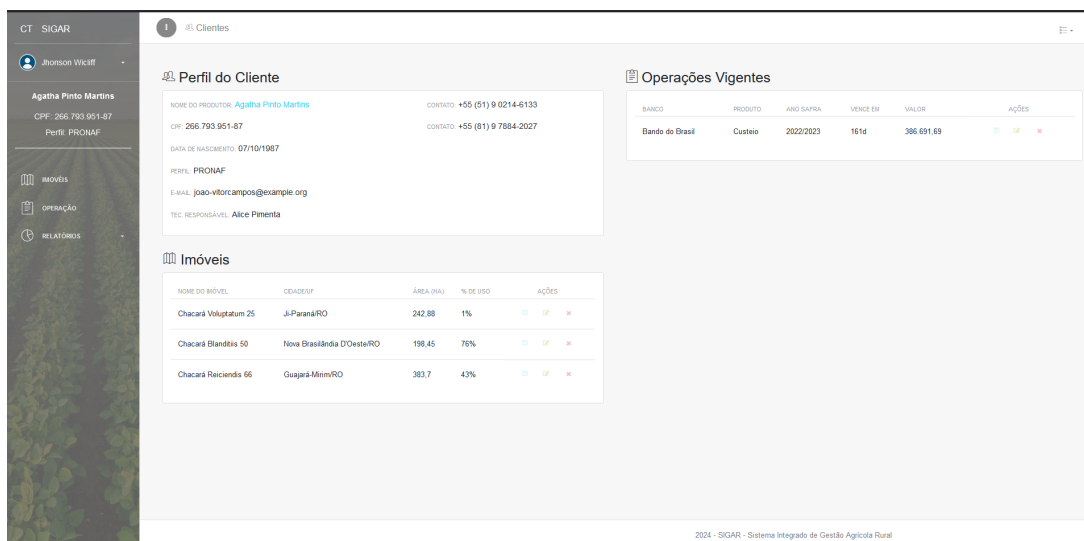 CT SIGAR
Jhonson Wicliff
Agatha Pinto Martins
CPF: 266.793.951-87
Perfil: PRONAF
IMOVÉIS
OPERAÇÃO
RELATÓRIOS
Clientes
Perfil do Cliente
NOME DO PRODUTOR: Agatha Pinto Martins CONTATO: +55 (51) 9 0214-6133
CPF: 266.793.951-87 CONTATO: +55 (81) 9 7884-2027
DATA DE NASCIMENTO: 07/10/1987
PERFIL: PRONAF
E-MAIL: joao-vitorcampos@example.org
TEC. RESPONSÁVEL: Alice Pimenta
Imóveis
NOME DO IMÓVEL CIDADE/UF ÁREA (HA) % DE USO AÇÕES
Chacará Voluptatum 25 Ji-Paraná/RO 242,88 1%
Chacará Blanditiis 50 Nova Brasilândia D'Oeste/RO 198,45 76%
Chacará Reiciendis 66 Guajará-Mirim/RO 383,7 43%
Operações Vigentes
BANCO PRODUTO ANO SAFRA VENCE EM VALOR AÇÕES
Bando do Brasil Custeio 2022/2023 161d 386.691,69
2024 - SIGAR - Sistema Integrado de Gestão Agrícola Rural